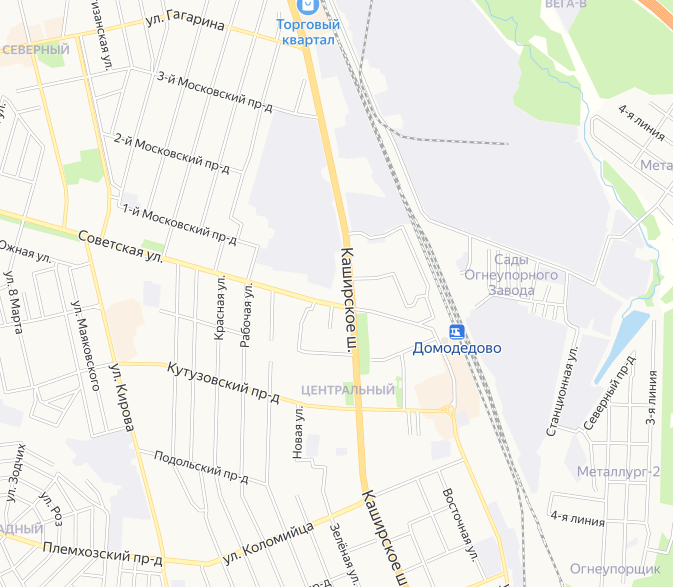 ВЕГА-В
ул. Гагарина
Торговый
квартал
СЕВЕРНЫЙ
3-й Московский пр-д
4-я линия
2-й Московский пр-д
1-й Московский пр-д
Советская ул.
Южная ул.
Каширское ш.
Сады
Огнеупорного
Завода
ул. 8 Марта
ул. Маяковского
Красная ул.
Рабочая ул.
Домодедово
ул. Кирова
Кутузовский пр-д
ЦЕНТРАЛЬНЫЙ
Станционная ул.
Северный пр-д
3-я линия
Новая ул.
Подольский пр-д
ул. Зодчих
ул. Роз
Металлург-2
Каширское ш.
Восточная ул.
4-я линия
Племхозский пр-д
ул. Коломийца
Зелёная ул.
Огнеупорщик